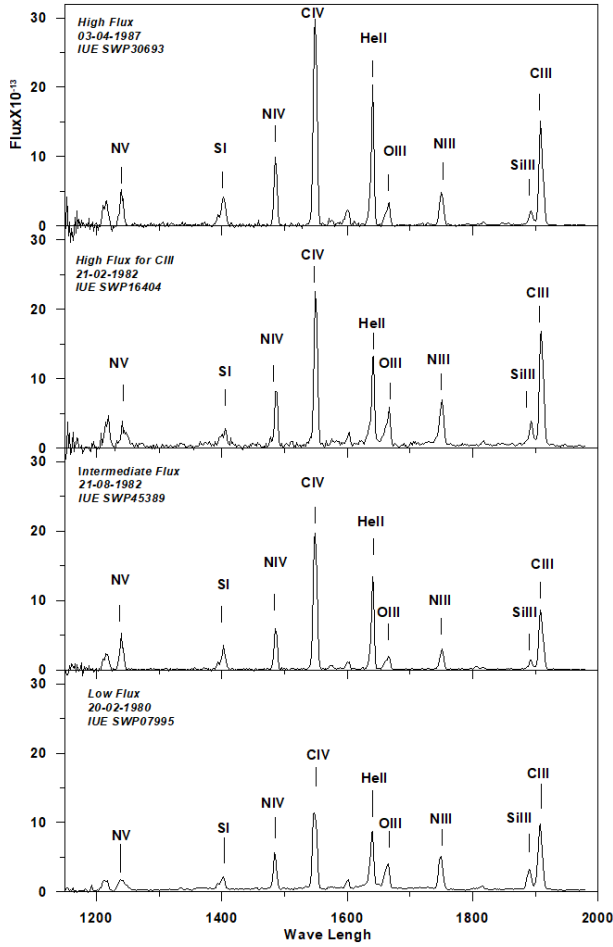 High Flux
03-04-1987
IUE SWP30693
CIV
HeII
CIII
NIV
NV
SI
OIII
NIII
SiIII
30
20
10
0
FluxX10⁻¹³
High Flux for CIII
21-02-1982
IUE SWP16404
CIV
CIII
HeII
NIV
OIII
NIII
SiIII
NV
SI
30
20
10
0
Intermediate Flux
21-08-1982
IUE SWP45389
CIV
HeII
CIII
NIV
NV
SI
OIII
NIII
SiIII
30
20
10
0
Low Flux
20-02-1980
IUE SWP07995
CIV
HeII
CIII
NIV
OIII
NIII
SiIII
NV
SI
30
20
10
0
1200 1400 1600 1800 2000
Wave Lengh